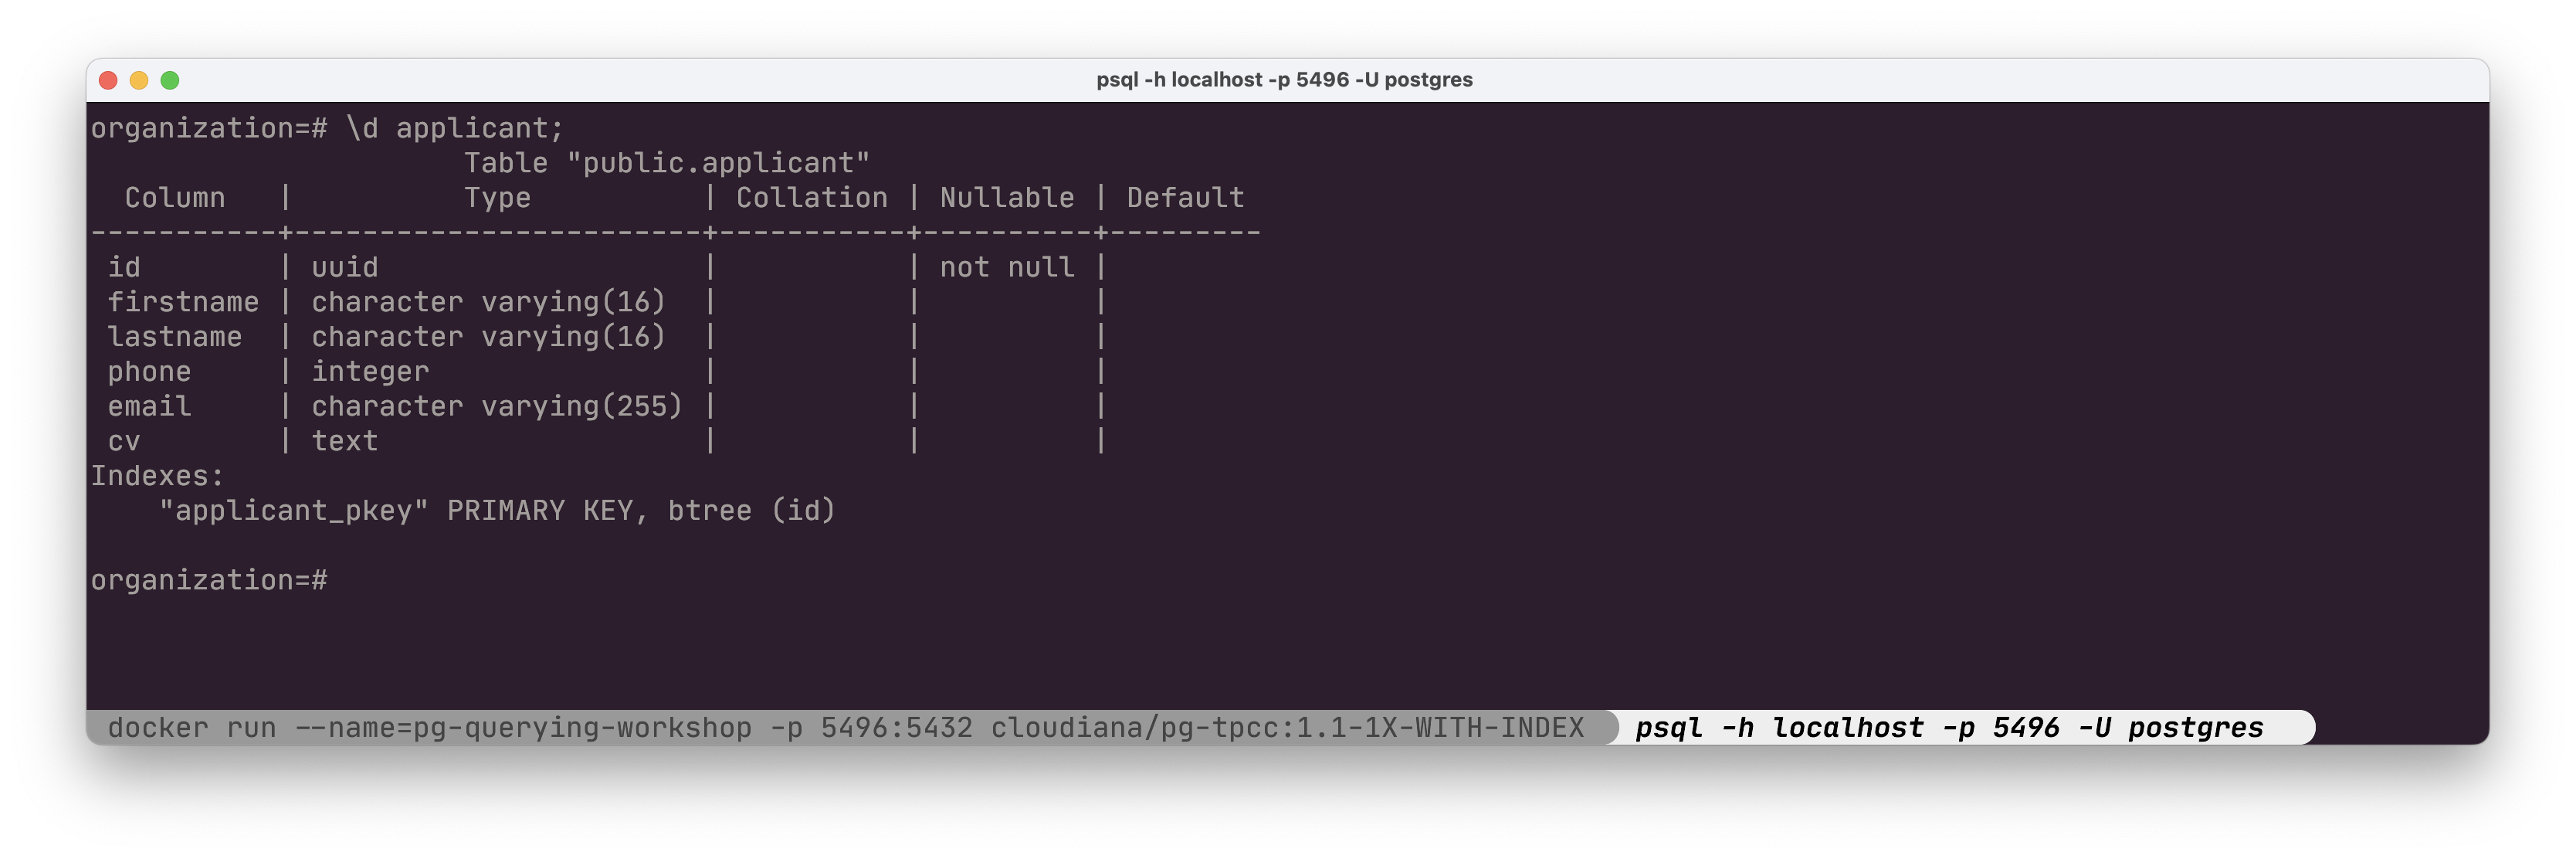 psql -h localhost -p 5496 -U postgres
organization=# \d applicant;
                      Table "public.applicant"
  Column   |          Type          | Collation | Nullable | Default
-----------+------------------------+-----------+----------+---------
 id        | uuid                   |           | not null |
 firstname | character varying(16)  |           |          |
 lastname  | character varying(16)  |           |          |
 phone     | integer                |           |          |
 email     | character varying(255) |           |          |
 cv        | text                   |           |          |
Indexes:
    "applicant_pkey" PRIMARY KEY, btree (id)
organization=#
docker run --name=pg-querying-workshop -p 5496:5432 cloudiana/pg-tpcc:1.1-1X-WITH-INDEX psql -h localhost -p 5496 -U postgres